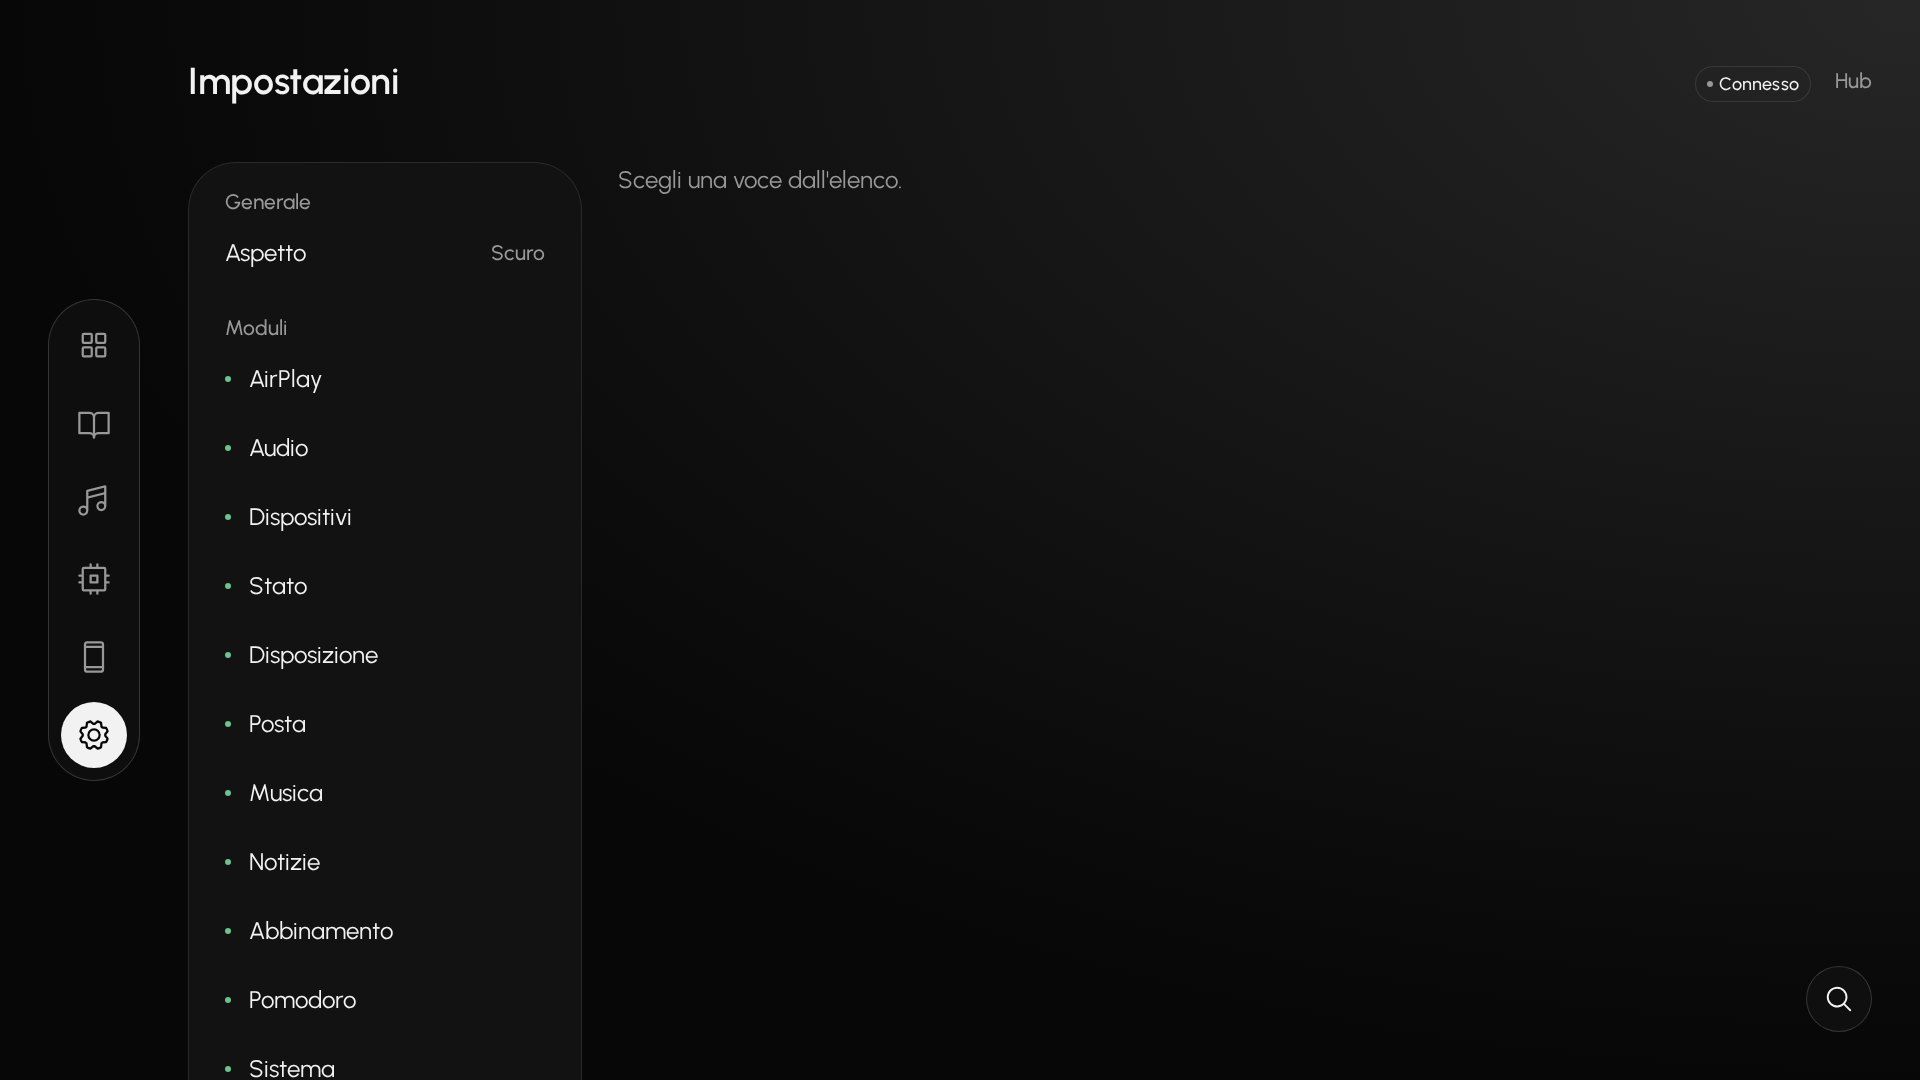 Impostazioni
Connesso
Hub
Generale
Aspetto
Scuro
Moduli
AirPlay
Audio
Dispositivi
Stato
Disposizione
Posta
Musica
Notizie
Abbinamento
Pomodoro
Sistema
Scegli una voce dall'elenco.